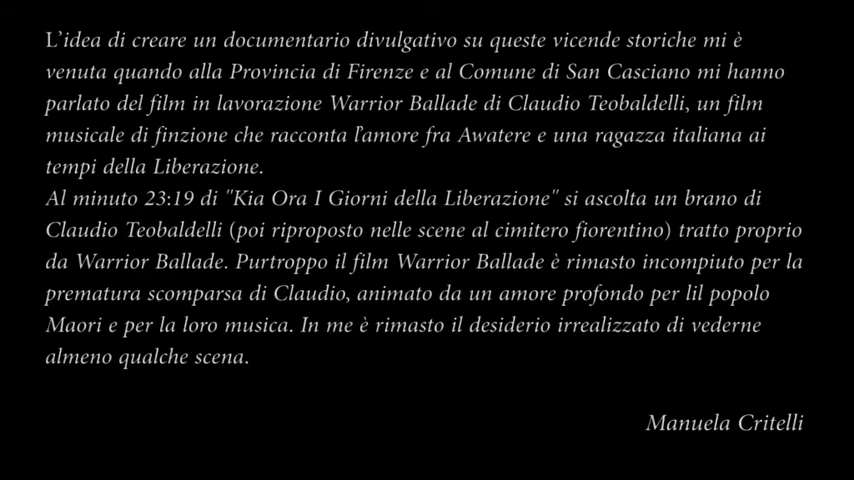 L'idea di creare un documentario divulgativo su queste vicende storiche mi è
venuta quando alla Provincia di Firenze e al Comune di San Casciano mi hanno
parlato del film in lavorazione Warrior Ballade di Claudio Teobaldelli, un film
musicale di finzione che racconta l'amore fra Awatere e una ragazza italiana ai
tempi della Liberazione.
Al minuto 23:19 di "Kia Ora I Giorni della Liberazione" si ascolta un brano di
Claudio Teobaldelli (poi riproposto nelle scene al cimitero fiorentino) tratto proprio
da Warrior Ballade. Purtroppo il film Warrior Ballade è rimasto incompiuto per la
prematura scomparsa di Claudio, animato da un amore profondo per lil popolo
Maori e per la loro musica. In me è rimasto il desiderio irrealizzato di vederne
almeno qualche scena.
Manuela Critelli